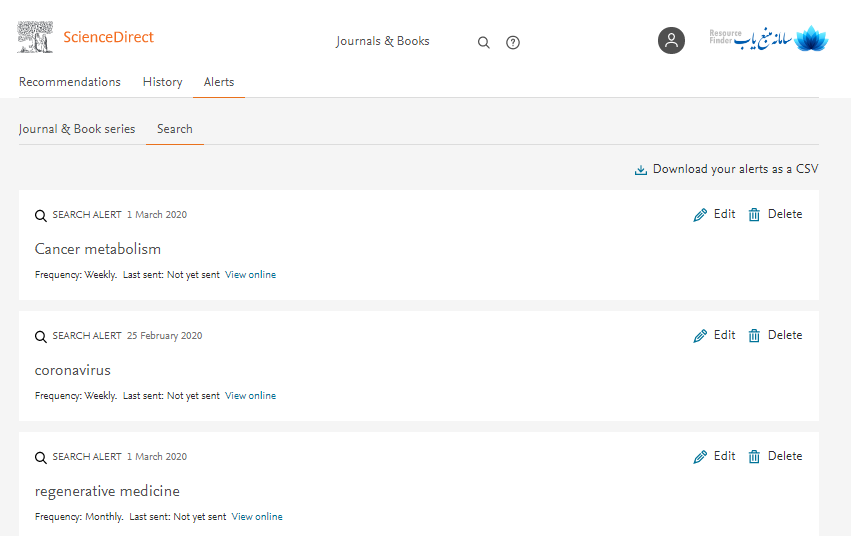 ScienceDirect
Journals & Books
Resource Finder
سامانه منبع یاب
Recommendations History Alerts
Journal & Book series Search
Download your alerts as a CSV
SEARCH ALERT 1 March 2020 Edit Delete
Cancer metabolism
Frequency: Weekly. Last sent: Not yet sent View online
SEARCH ALERT 25 February 2020 Edit Delete
coronavirus
Frequency: Weekly. Last sent: Not yet sent View online
SEARCH ALERT 1 March 2020 Edit Delete
regenerative medicine
Frequency: Monthly. Last sent: Not yet sent View online